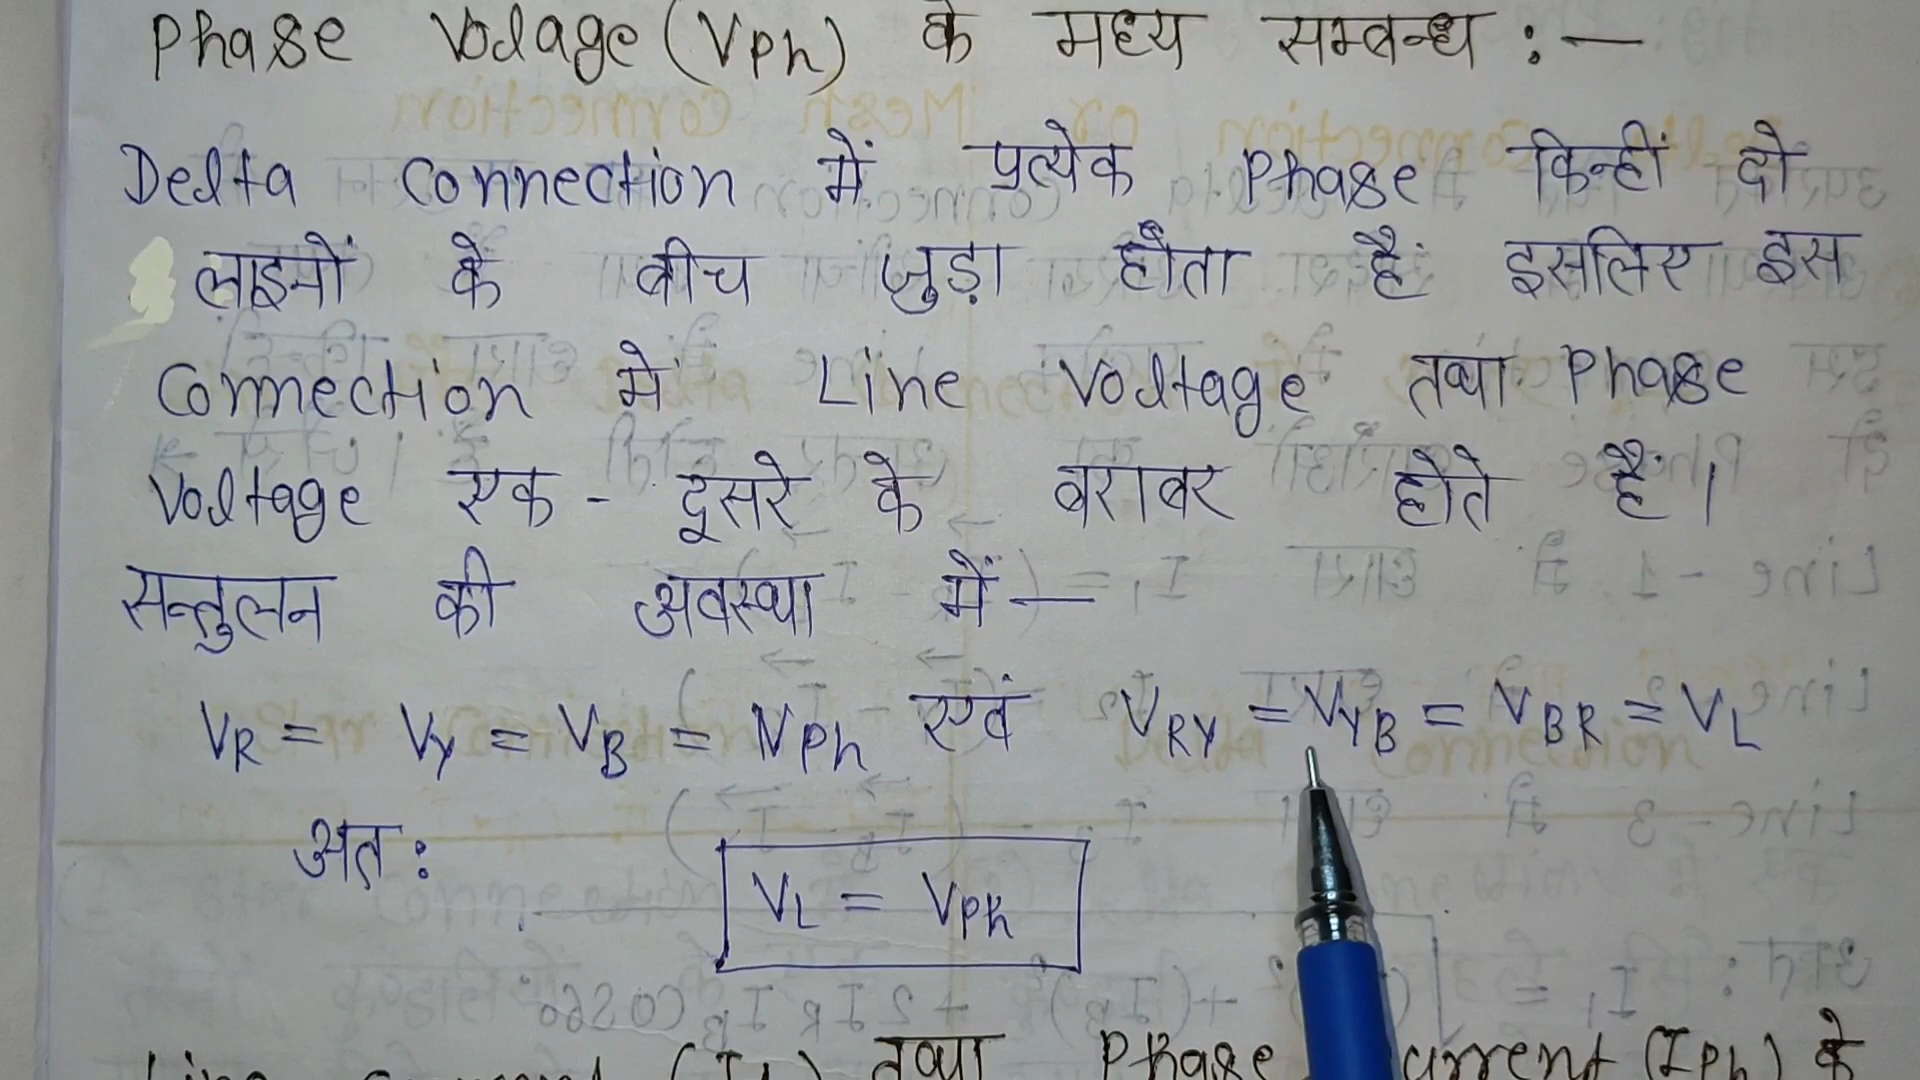 Phase Voltage (Vph) के मध्य सम्बन्ध :—
Delta Connection में प्रत्येक Phase किन्हीं दो
लाइनों के बीच जुड़ा होता है इसलिए इस
Connection में Line Voltage तथा Phase
Voltage एक - दूसरे के बराबर होते हैं।
सन्तुलन की अवस्था में —
VR = VY = VB = VPh एवं VRY = VYB = VBR = VL
अतः
VL = VPh
तथा Phase Current (IPh) के